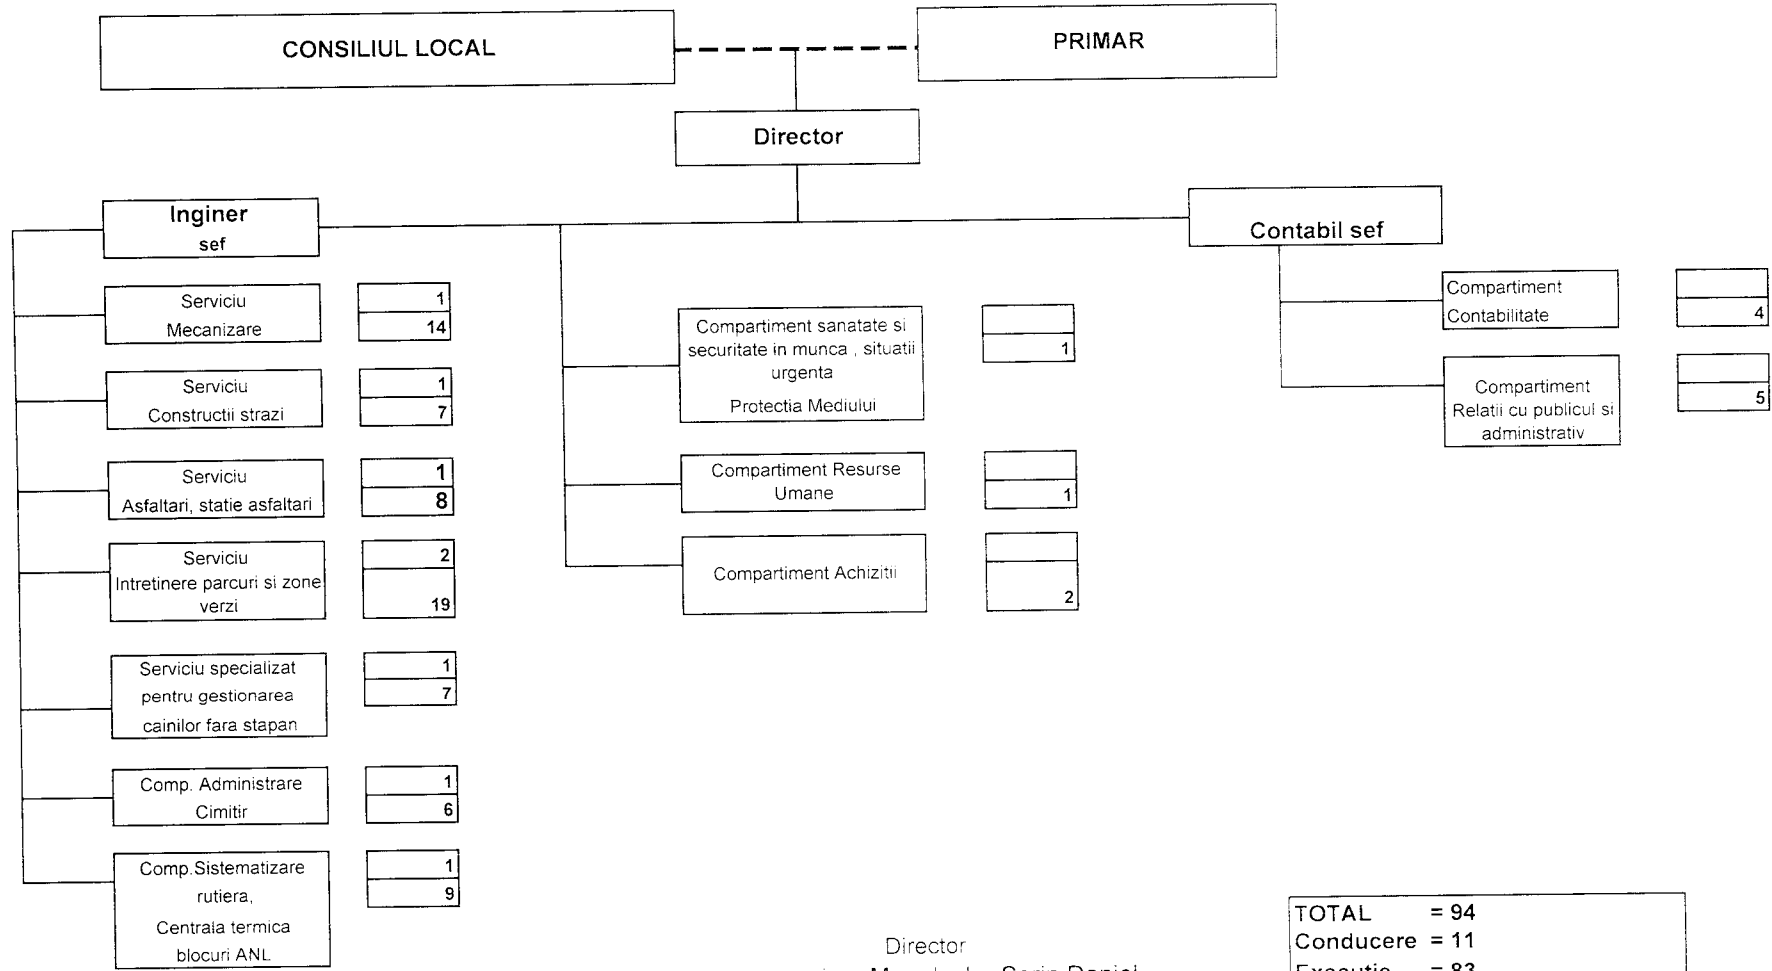 CONSILIUL LOCAL
PRIMAR
Director
Inginer
sef
Contabil sef
Serviciu
Mecanizare
1
14
Serviciu
Constructii strazi
1
7
Serviciu
Asfaltari, statie asfaltari
1
8
Serviciu
Intretinere parcuri si zone
verzi
2
19
Serviciu specializat
pentru gestionarea
cainilor fara stapan
1
7
Comp. Administrare
Cimitir
1
6
Comp.Sistematizare
rutiera,
Centrala termica
blocuri ANL
1
9
Compartiment sanatate si
securitate in munca , situatii
urgenta
Protectia Mediului
1
Compartiment Resurse
Umane
1
Compartiment Achizitii
2
Compartiment
Contabilitate
4
Compartiment
Relatii cu publicul si
administrativ
5
Director
Sorin Daniel
TOTAL = 94
Conducere = 11
Executie = 83